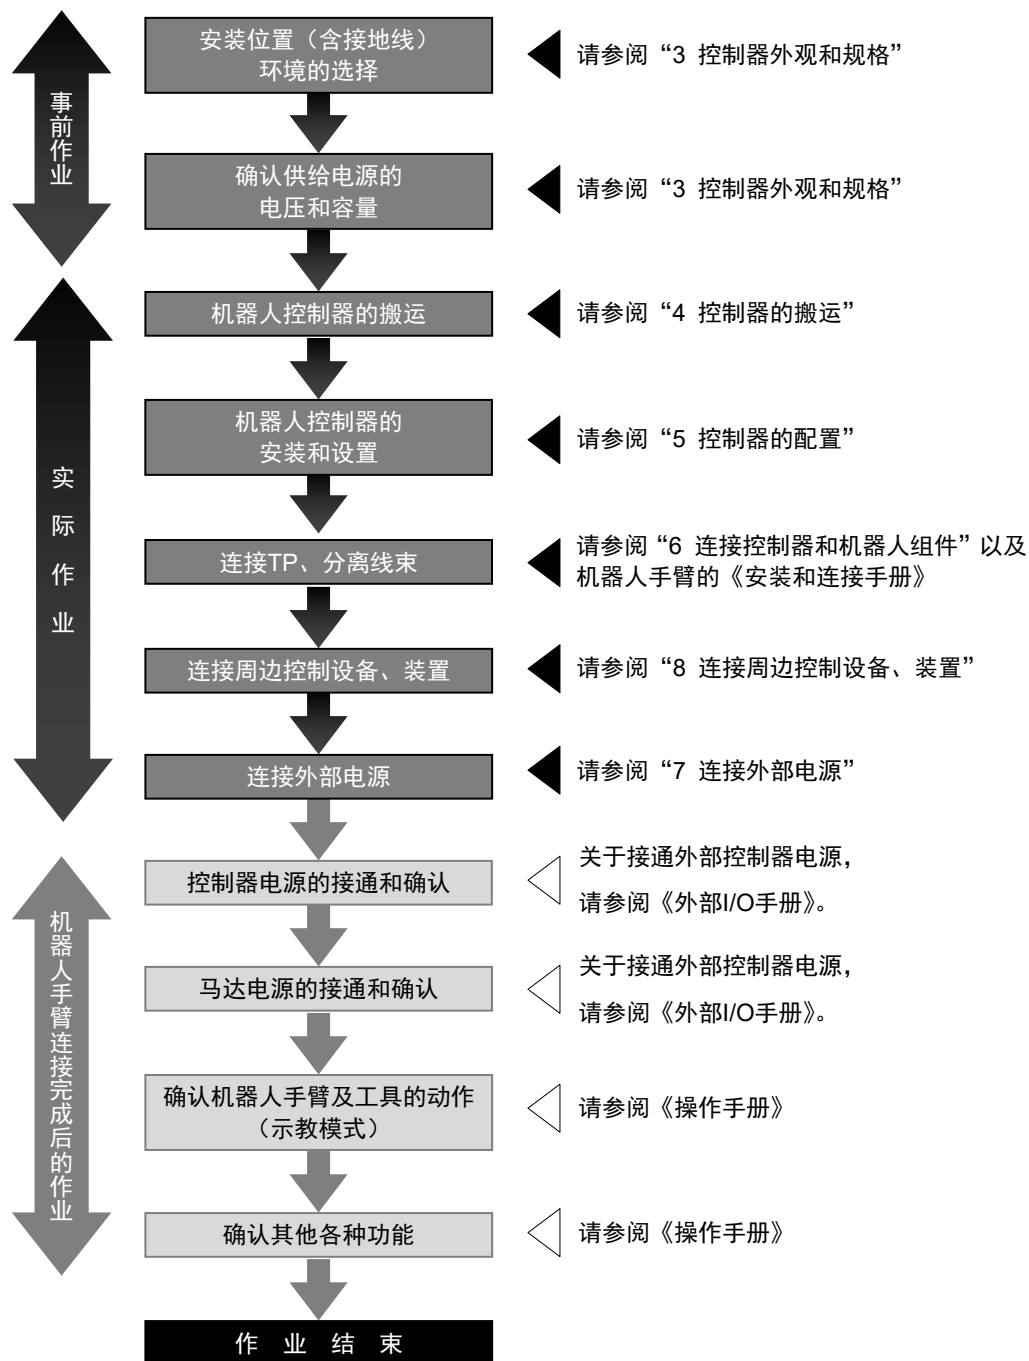 事前作业
安装位置（含接地线）
环境的选择
请参阅“3 控制器外观和规格”
确认供给电源的
电压和容量
请参阅“3 控制器外观和规格”
实际作业
机器人控制器的搬运
请参阅“4 控制器的搬运”
机器人控制器的
安装和设置
请参阅“5 控制器的配置”
连接TP、分离线束
请参阅“6 连接控制器和机器人组件”以及
机器人手臂的《安装和连接手册》
连接周边控制设备、装置
请参阅“8 连接周边控制设备、装置”
连接外部电源
请参阅“7 连接外部电源”
机器人手臂连接完成后的作业
控制器电源的接通和确认
关于接通外部控制器电源，
请参阅《外部I/O手册》。
马达电源的接通和确认
关于接通外部控制器电源，
请参阅《外部I/O手册》。
确认机器人手臂及工具的动作
（示教模式）
请参阅《操作手册》
确认其他各种功能
请参阅《操作手册》
作 业 结 束